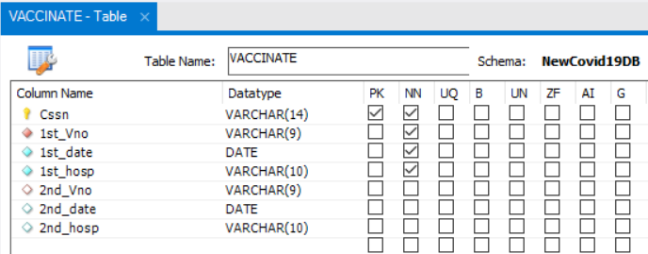 VACCINATE - Table ×
Table Name: VACCINATE Schema: NewCovid19DB
Column Name Datatype PK NN UQ B UN ZF AI G
Cssn VARCHAR(14)
1st_Vno VARCHAR(9)
1st_date DATE
1st_hosp VARCHAR(10)
2nd_Vno VARCHAR(9)
2nd_date DATE
2nd_hosp VARCHAR(10)